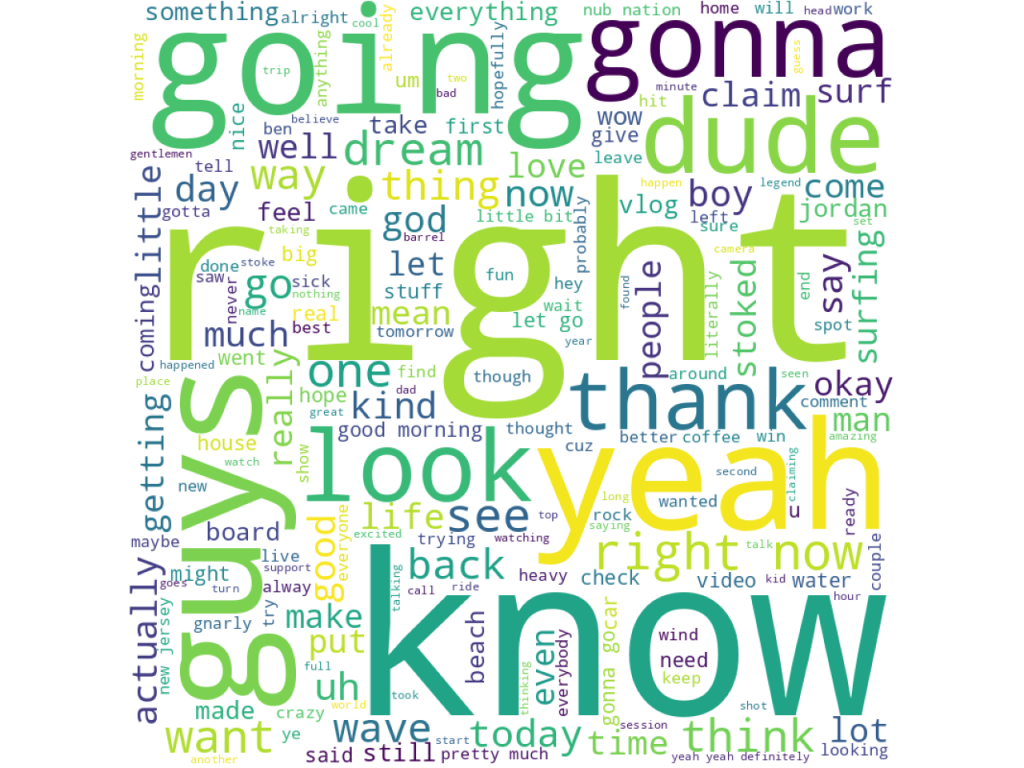 something alright everything nub nation home will head work
cool
going gonna
morning trip anything already um two bad hopefully guess minute
claim surf
nice ben believe take first wow hit give dude
gentlemen tell well dream love leave
day way thing now happen legend boy come
gotta feel came god little bit probably vlog left sure jordan set
cominglittle taking barrel right
done stoke big let fun hey camera say surfing
saw never sick nothing go stuff wait found people literally stoked end
name real mean let go spot
much best tomorrow year
happened went really one find dad though thank around seen okay
place hope great kind comment man
guys good morning thought cuz better coffee win amazing
getting house watch show look yeah second claiming
new long wanted u
actually board life see top rock ready
maybe everyone excited trying watching saying right now talk
live good back heavy check video kid water couple
might support alway talking call ride
goes turn try make know hour
new jersey gnarly put beach even everybody gonna gocar wind need keep
full uh took thinking
made crazy world shot
want ye wave start today time session think lot
another said still pretty much yeah yeah definitely looking